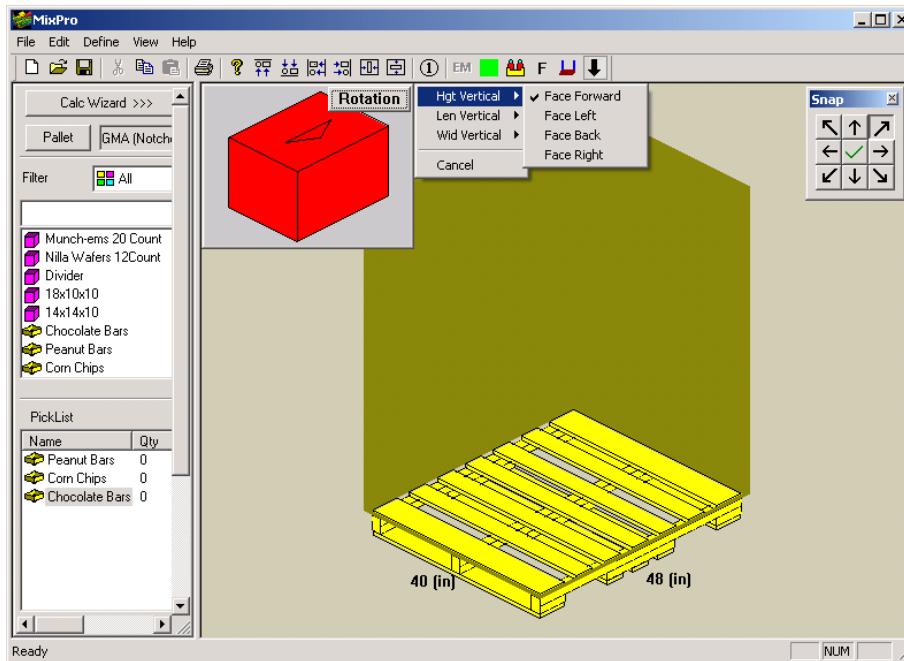 MixPro
File Edit Define View Help
① EM F
Calc Wizard >>>
Pallet GMA (Notch
Filter All
Munch-ems 20 Count
Nilla Wafers 12Count
Divider
18x10x10
14x14x10
Chocolate Bars
Peanut Bars
Corn Chips
PickList
Name Qty
Peanut Bars 0
Corn Chips 0
Chocolate Bars 0
Rotation
Hgt Vertical
Len Vertical
Wid Vertical
Cancel
Face Forward
Face Left
Face Back
Face Right
Snap
40 (in)
48 (in)
Ready NUM